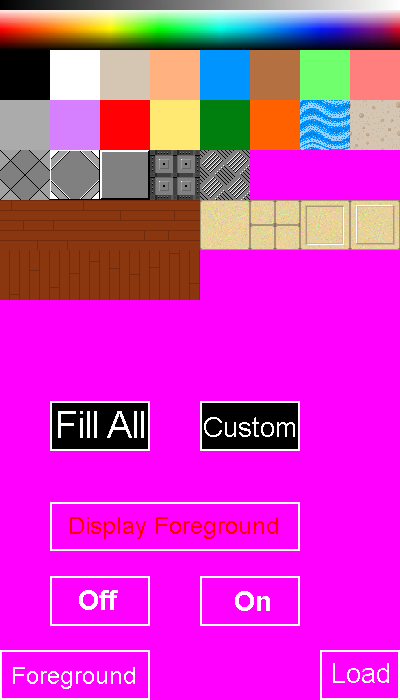 Fill All
Custom
Display Foreground
Off
On
Foreground
Load